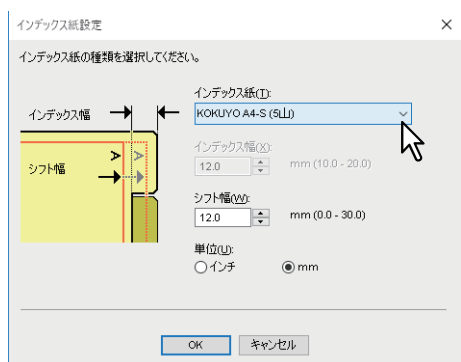 インデックス紙設定
インデックス紙の種類を選択してください。
インデックス紙(T):
KOKUYO A4-S (5山)
インデックス幅
インデックス幅(X):
12.0 mm (10.0 - 20.0)
A A
シフト幅
シフト幅(W):
12.0 mm (0.0 - 30.0)
単位(U):
インチ mm
OK キャンセル